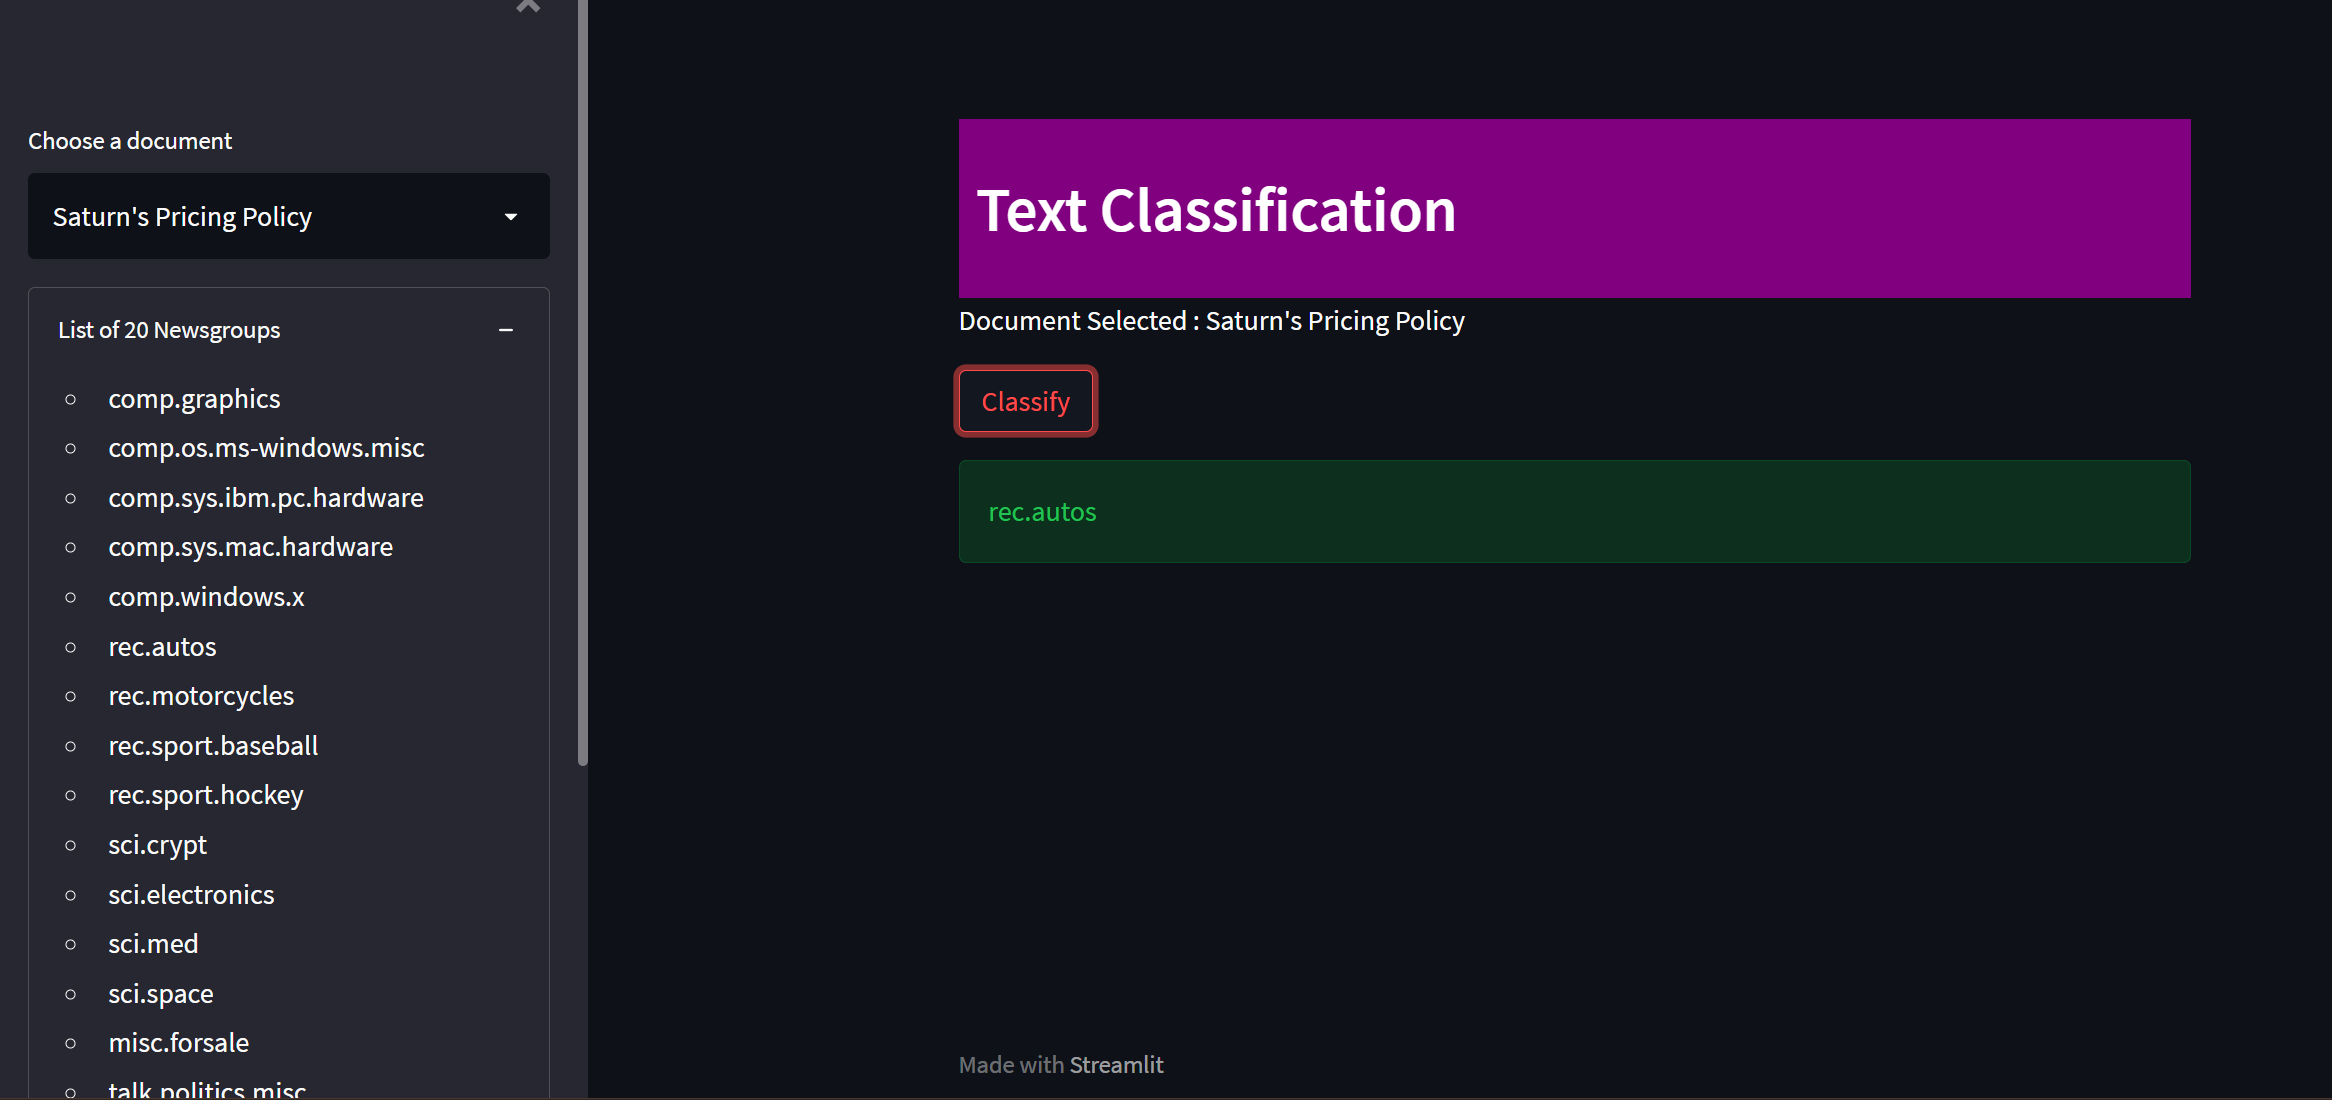 Choose a document
Saturn's Pricing Policy
List of 20 Newsgroups
comp.graphics
comp.os.ms-windows.misc
comp.sys.ibm.pc.hardware
comp.sys.mac.hardware
comp.windows.x
rec.autos
rec.motorcycles
rec.sport.baseball
rec.sport.hockey
sci.crypt
sci.electronics
sci.med
sci.space
misc.forsale
talk.politics.misc
Text Classification
Document Selected : Saturn's Pricing Policy
Classify
rec.autos
Made with Streamlit